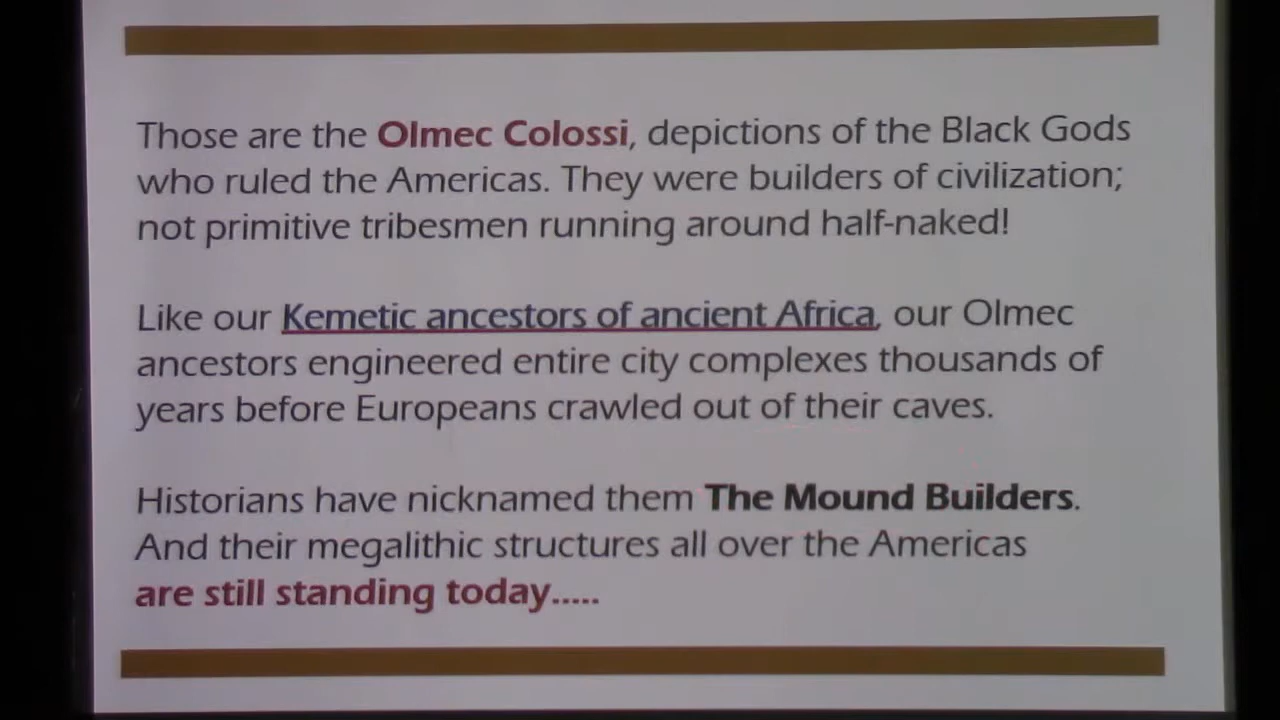 Those are the Olmec Colossi, depictions of the Black Gods
who ruled the Americas. They were builders of civilization;
not primitive tribesmen running around half-naked!
Like our Kemetic ancestors of ancient Africa, our Olmec
ancestors engineered entire city complexes thousands of
years before Europeans crawled out of their caves.
Historians have nicknamed them The Mound Builders.
And their megalithic structures all over the Americas
are still standing today.....